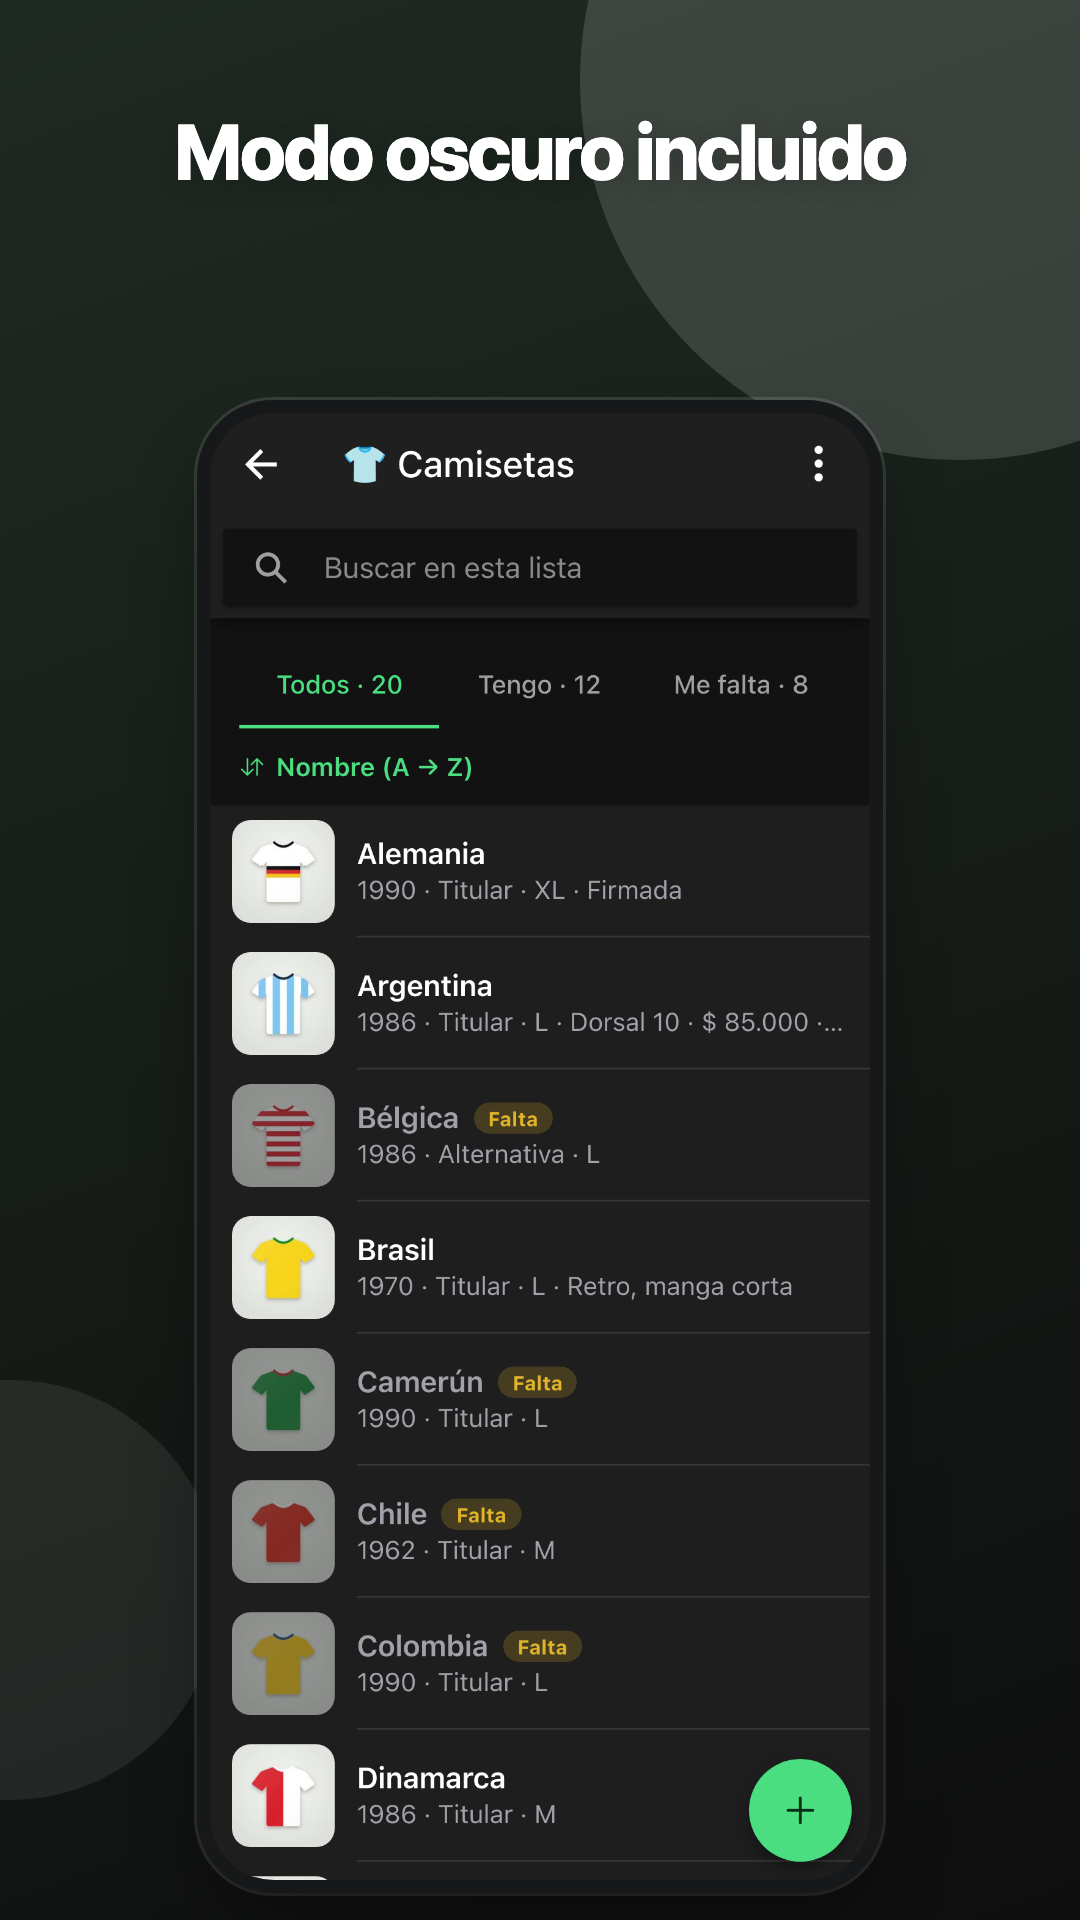 Modo oscuro incluido
Camisetas
Buscar en esta lista
Todos · 20
Tengo · 12
Me falta · 8
Nombre (A → Z)
Alemania
1990 · Titular · XL · Firmada
Argentina
1986 · Titular · L · Dorsal 10 · $ 85.000 ·...
Bélgica Falta
1986 · Alternativa · L
Brasil
1970 · Titular · L · Retro, manga corta
Camerún Falta
1990 · Titular · L
Chile Falta
1962 · Titular · M
Colombia Falta
1990 · Titular · L
Dinamarca
1986 · Titular · M